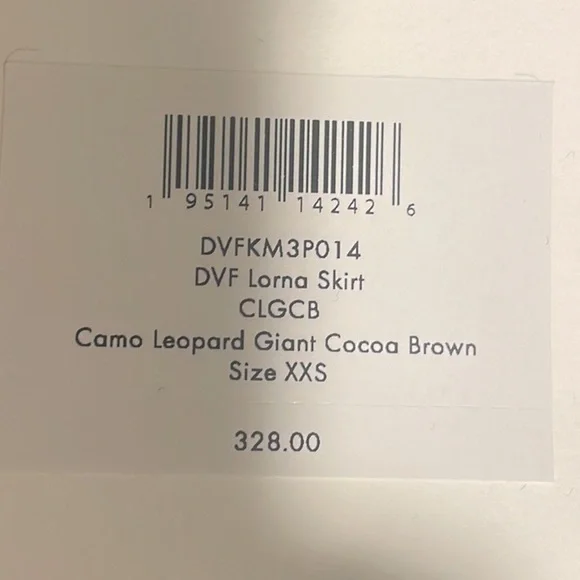 1 95141 14242 6
DVFKM3P014
DVF Lorna Skirt
CLGCB
Camo Leopard Giant Cocoa Brown
Size XXS
328.00